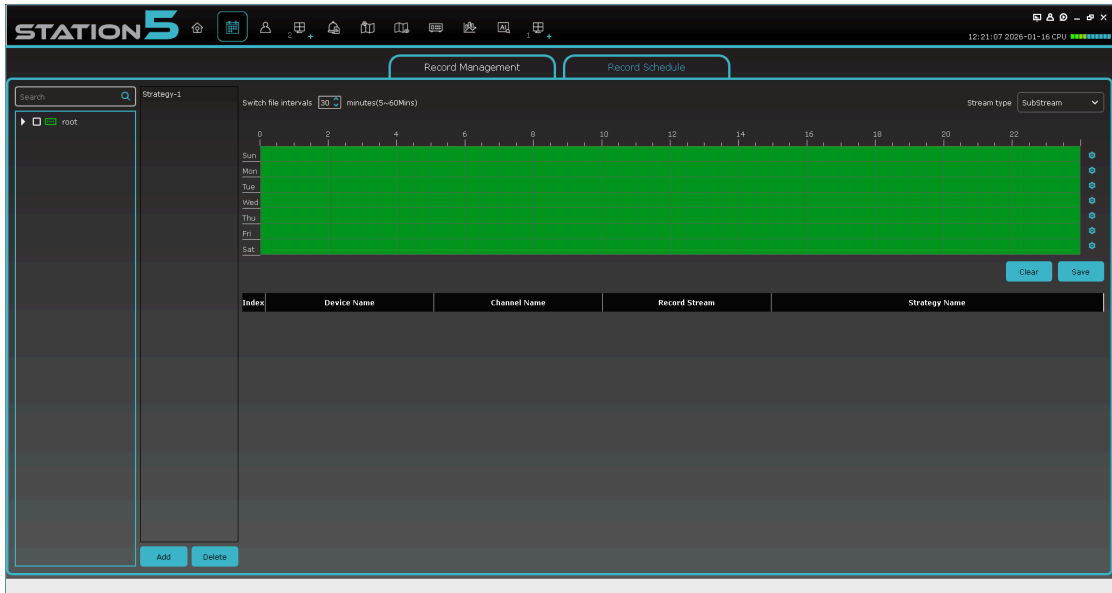 STATION5
2
1
AI
12:21:07 2026-01-16 CPU
Record Management
Record Schedule
Search
root
Strategy-1
Switch file intervals 30 minutes(5~60Mins)
Stream type SubStream
0 2 4 6 8 10 12 14 16 18 20 22
Sun
Mon
Tue
Wed
Thu
Fri
Sat
Clear Save
Index Device Name Channel Name Record Stream Strategy Name
Add Delete